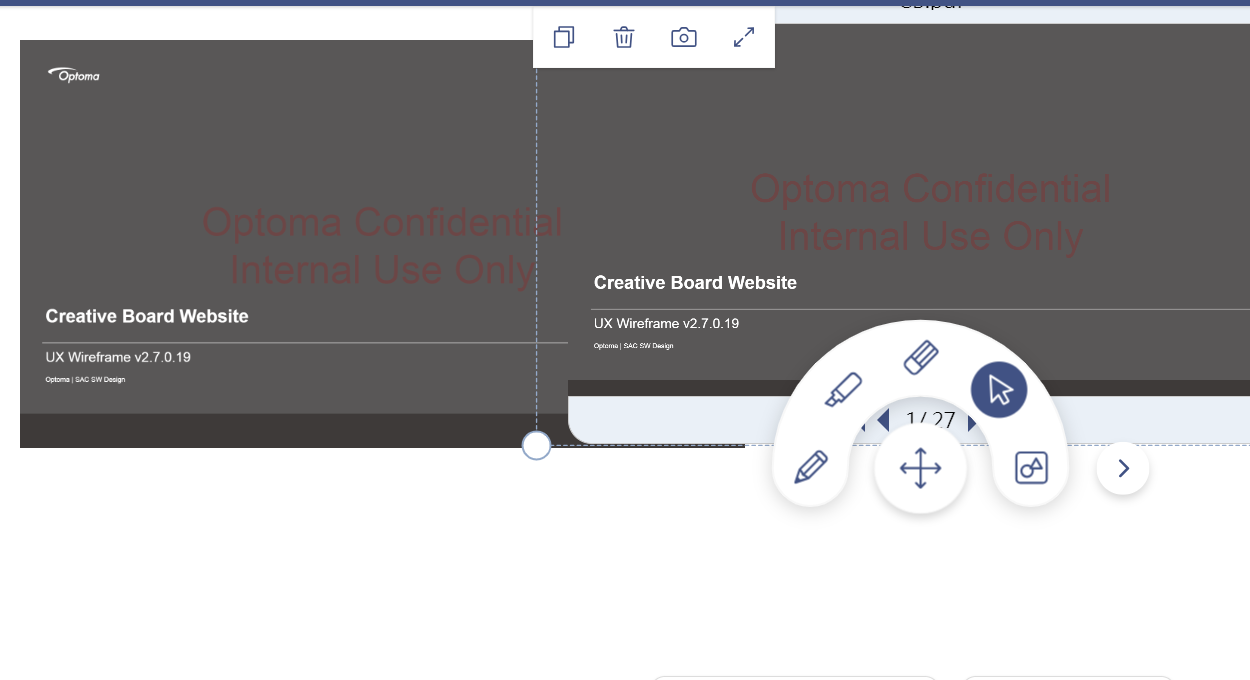 Optoma
Optoma Confidential
Internal Use Only
Creative Board Website
UX Wireframe v2.7.0.19
Optoma | SAC SW Design
Optoma Confidential
Internal Use Only
Creative Board Website
UX Wireframe v2.7.0.19
Optoma | SAC SW Design
1 / 27